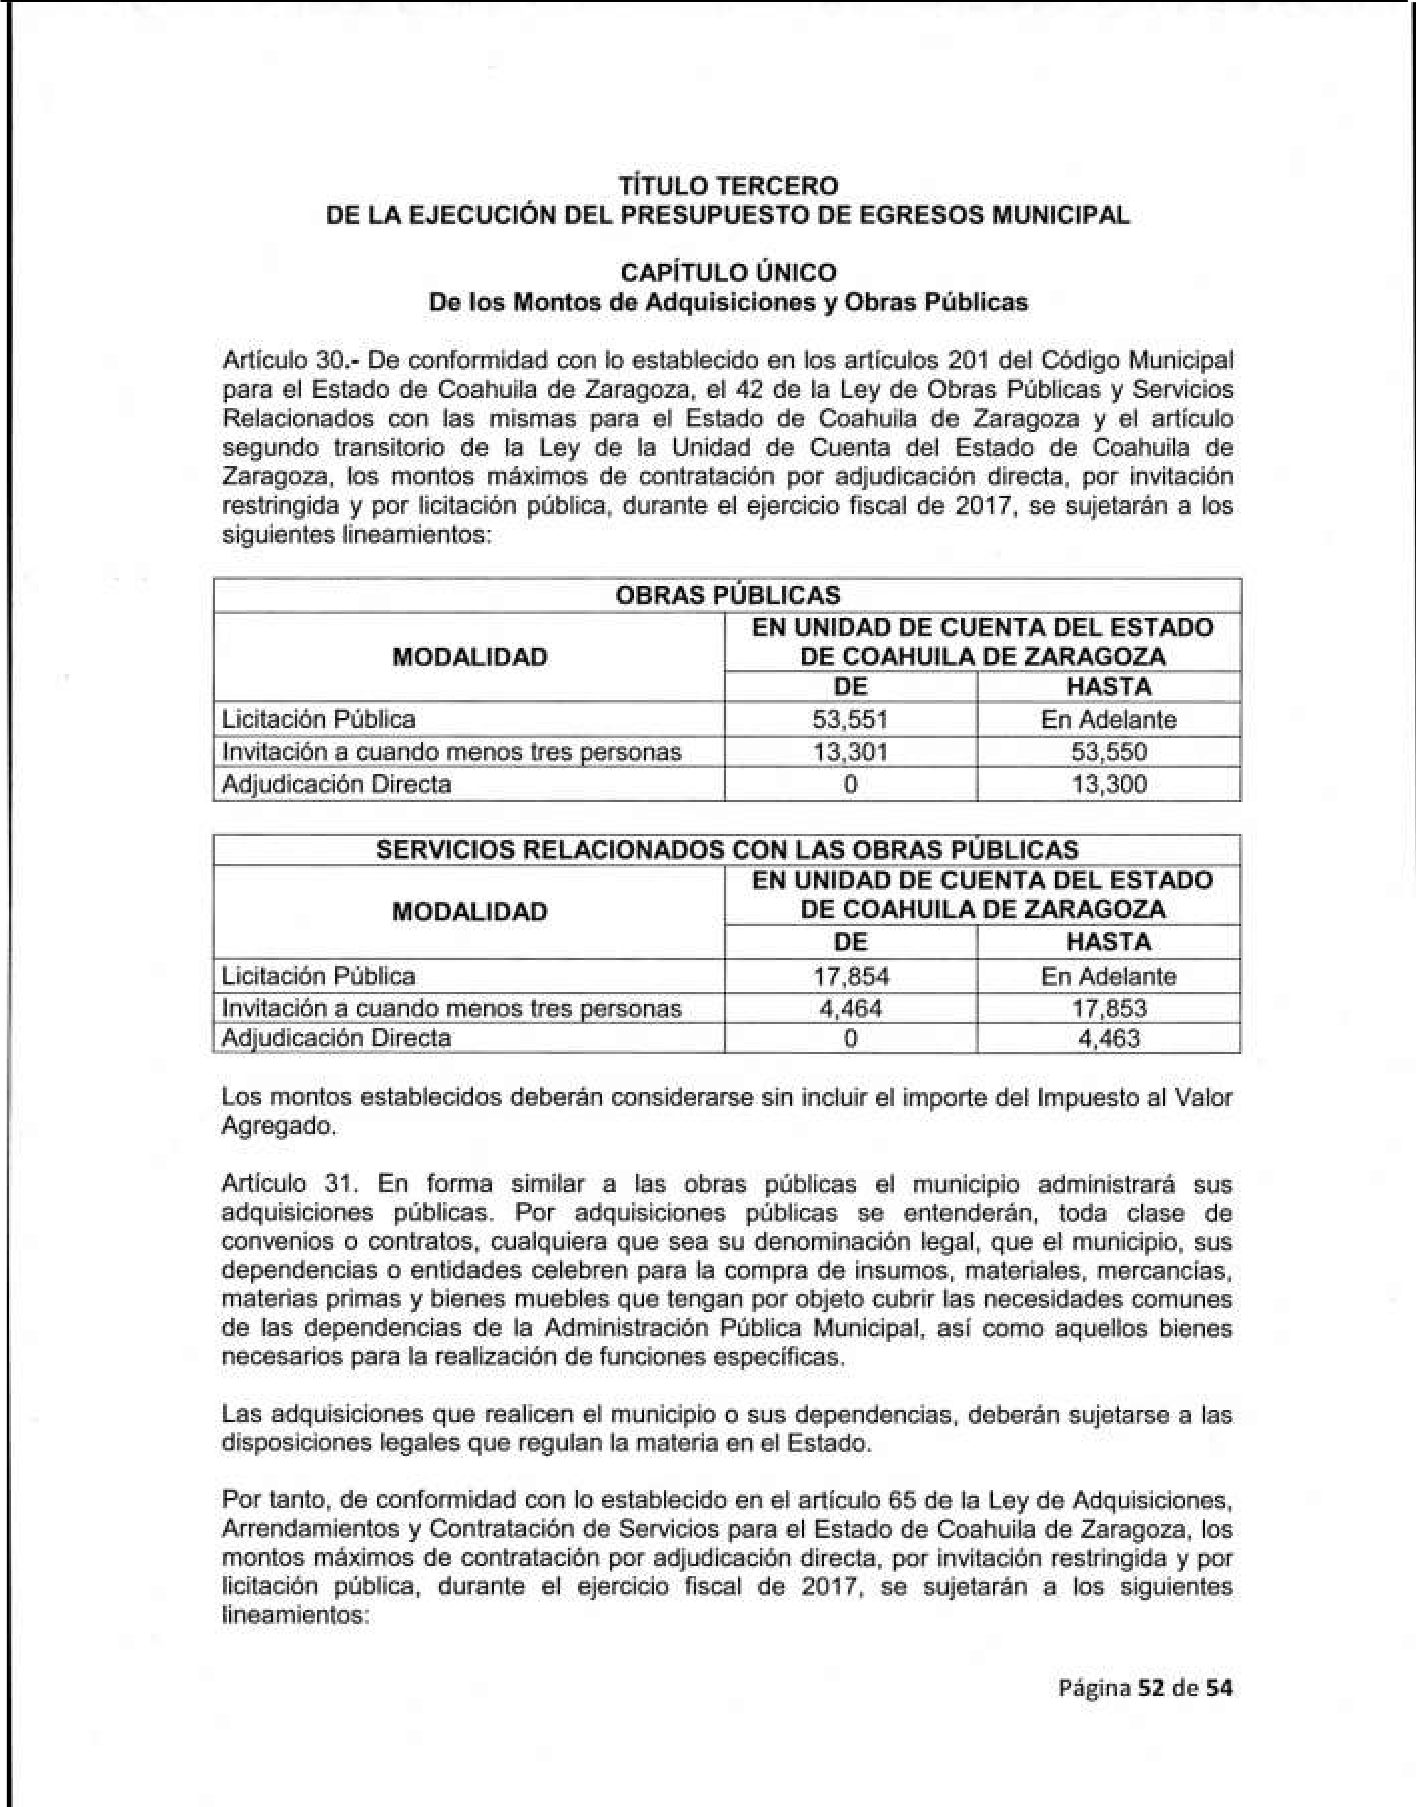 TÍTULO TERCERO
DE LA EJECUCIÓN DEL PRESUPUESTO DE EGRESOS MUNICIPAL
CAPÍTULO ÚNICO
De los Montos de Adquisiciones y Obras Públicas
Artículo 30.- De conformidad con lo establecido en los artículos 201 del Código Municipal
para el Estado de Coahuila de Zaragoza, el 42 de la Ley de Obras Públicas y Servicios
Relacionados con las mismas para el Estado de Coahuila de Zaragoza y el artículo
segundo transitorio de la Ley de la Unidad de Cuenta del Estado de Coahuila de
Zaragoza, los montos máximos de contratación por adjudicación directa, por invitación
restringida y por licitación pública, durante el ejercicio fiscal de 2017, se sujetarán a los
siguientes lineamientos:
OBRAS PÚBLICAS
MODALIDAD
EN UNIDAD DE CUENTA DEL ESTADO
DE COAHUILA DE ZARAGOZA
DE HASTA
Licitación Pública 53,551 En Adelante
Invitación a cuando menos tres personas 13,301 53,550
Adjudicación Directa 0 13,300
SERVICIOS RELACIONADOS CON LAS OBRAS PÚBLICAS
MODALIDAD
EN UNIDAD DE CUENTA DEL ESTADO
DE COAHUILA DE ZARAGOZA
DE HASTA
Licitación Pública 17,854 En Adelante
Invitación a cuando menos tres personas 4,464 17,853
Adjudicación Directa 0 4,463
Los montos establecidos deberán considerarse sin incluir el importe del Impuesto al Valor
Agregado.
Artículo 31. En forma similar a las obras públicas el municipio administrará sus
adquisiciones públicas. Por adquisiciones públicas se entenderán, toda clase de
convenios o contratos, cualquiera que sea su denominación legal, que el municipio, sus
dependencias o entidades celebren para la compra de insumos, materiales, mercancías,
materias primas y bienes muebles que tengan por objeto cubrir las necesidades comunes
de las dependencias de la Administración Pública Municipal, así como aquellos bienes
necesarios para la realización de funciones específicas.
Las adquisiciones que realicen el municipio o sus dependencias, deberán sujetarse a las
disposiciones legales que regulan la materia en el Estado.
Por tanto, de conformidad con lo establecido en el artículo 65 de la Ley de Adquisiciones,
Arrendamientos y Contratación de Servicios para el Estado de Coahuila de Zaragoza, los
montos máximos de contratación por adjudicación directa, por invitación restringida y por
licitación pública, durante el ejercicio fiscal de 2017, se sujetarán a los siguientes
lineamientos:
Página 52 de 54